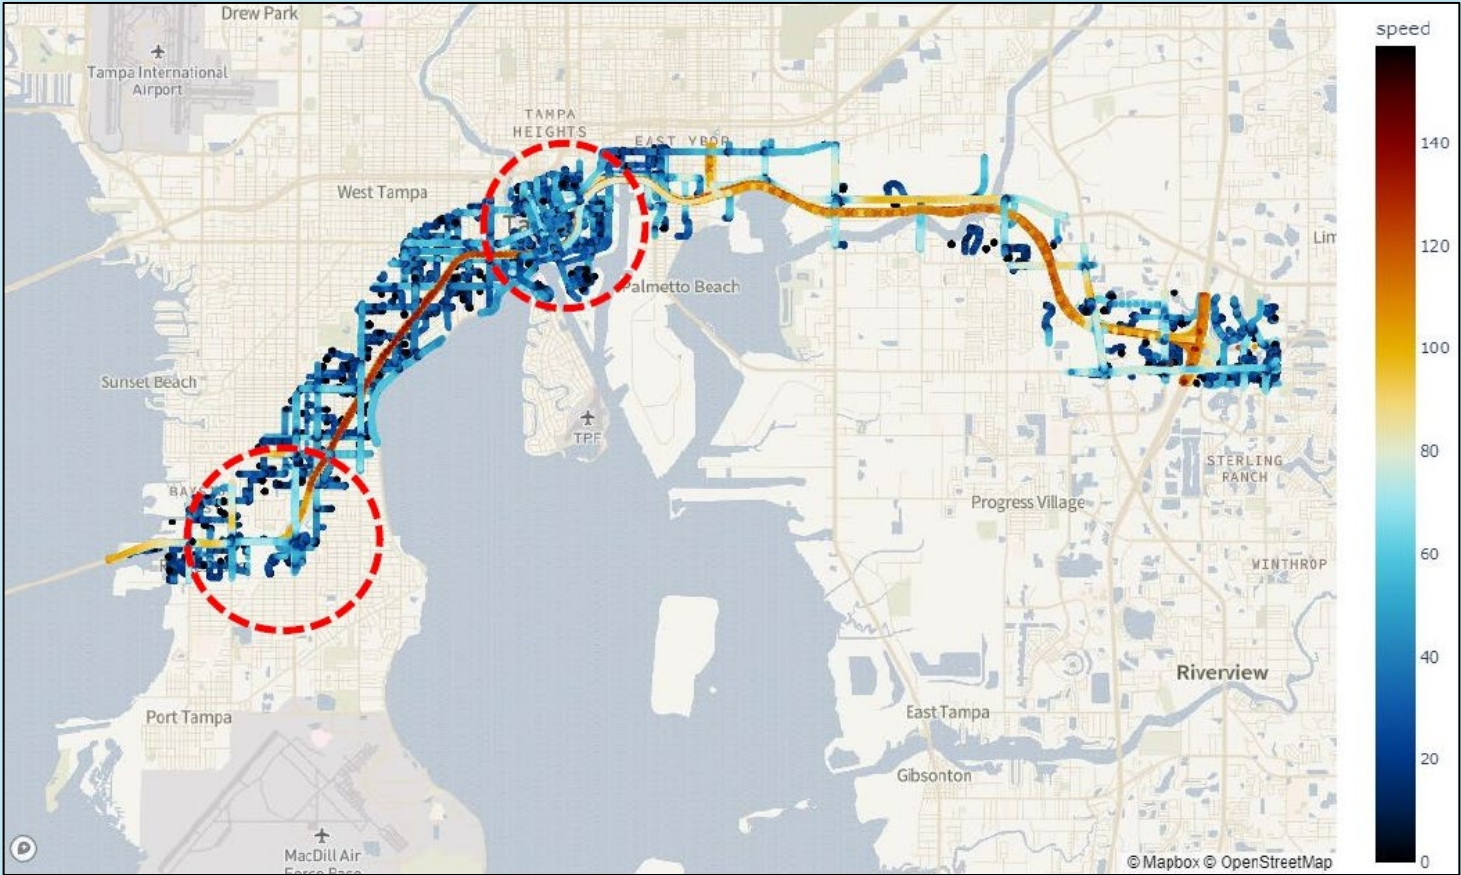 Drew Park
speed
Tampa International
Airport
140
TAMPA
HEIGHTS
EAST YBOR
West Tampa
120
Palmetto Beach
100
Sunset Beach
TPF
80
STERLING
RANCH
Progress Village
60
WINTHROP
40
Riverview
East Tampa
Port Tampa
20
Gibsonton
MacDill Air
Force Base
© Mapbox © OpenStreetMap
0